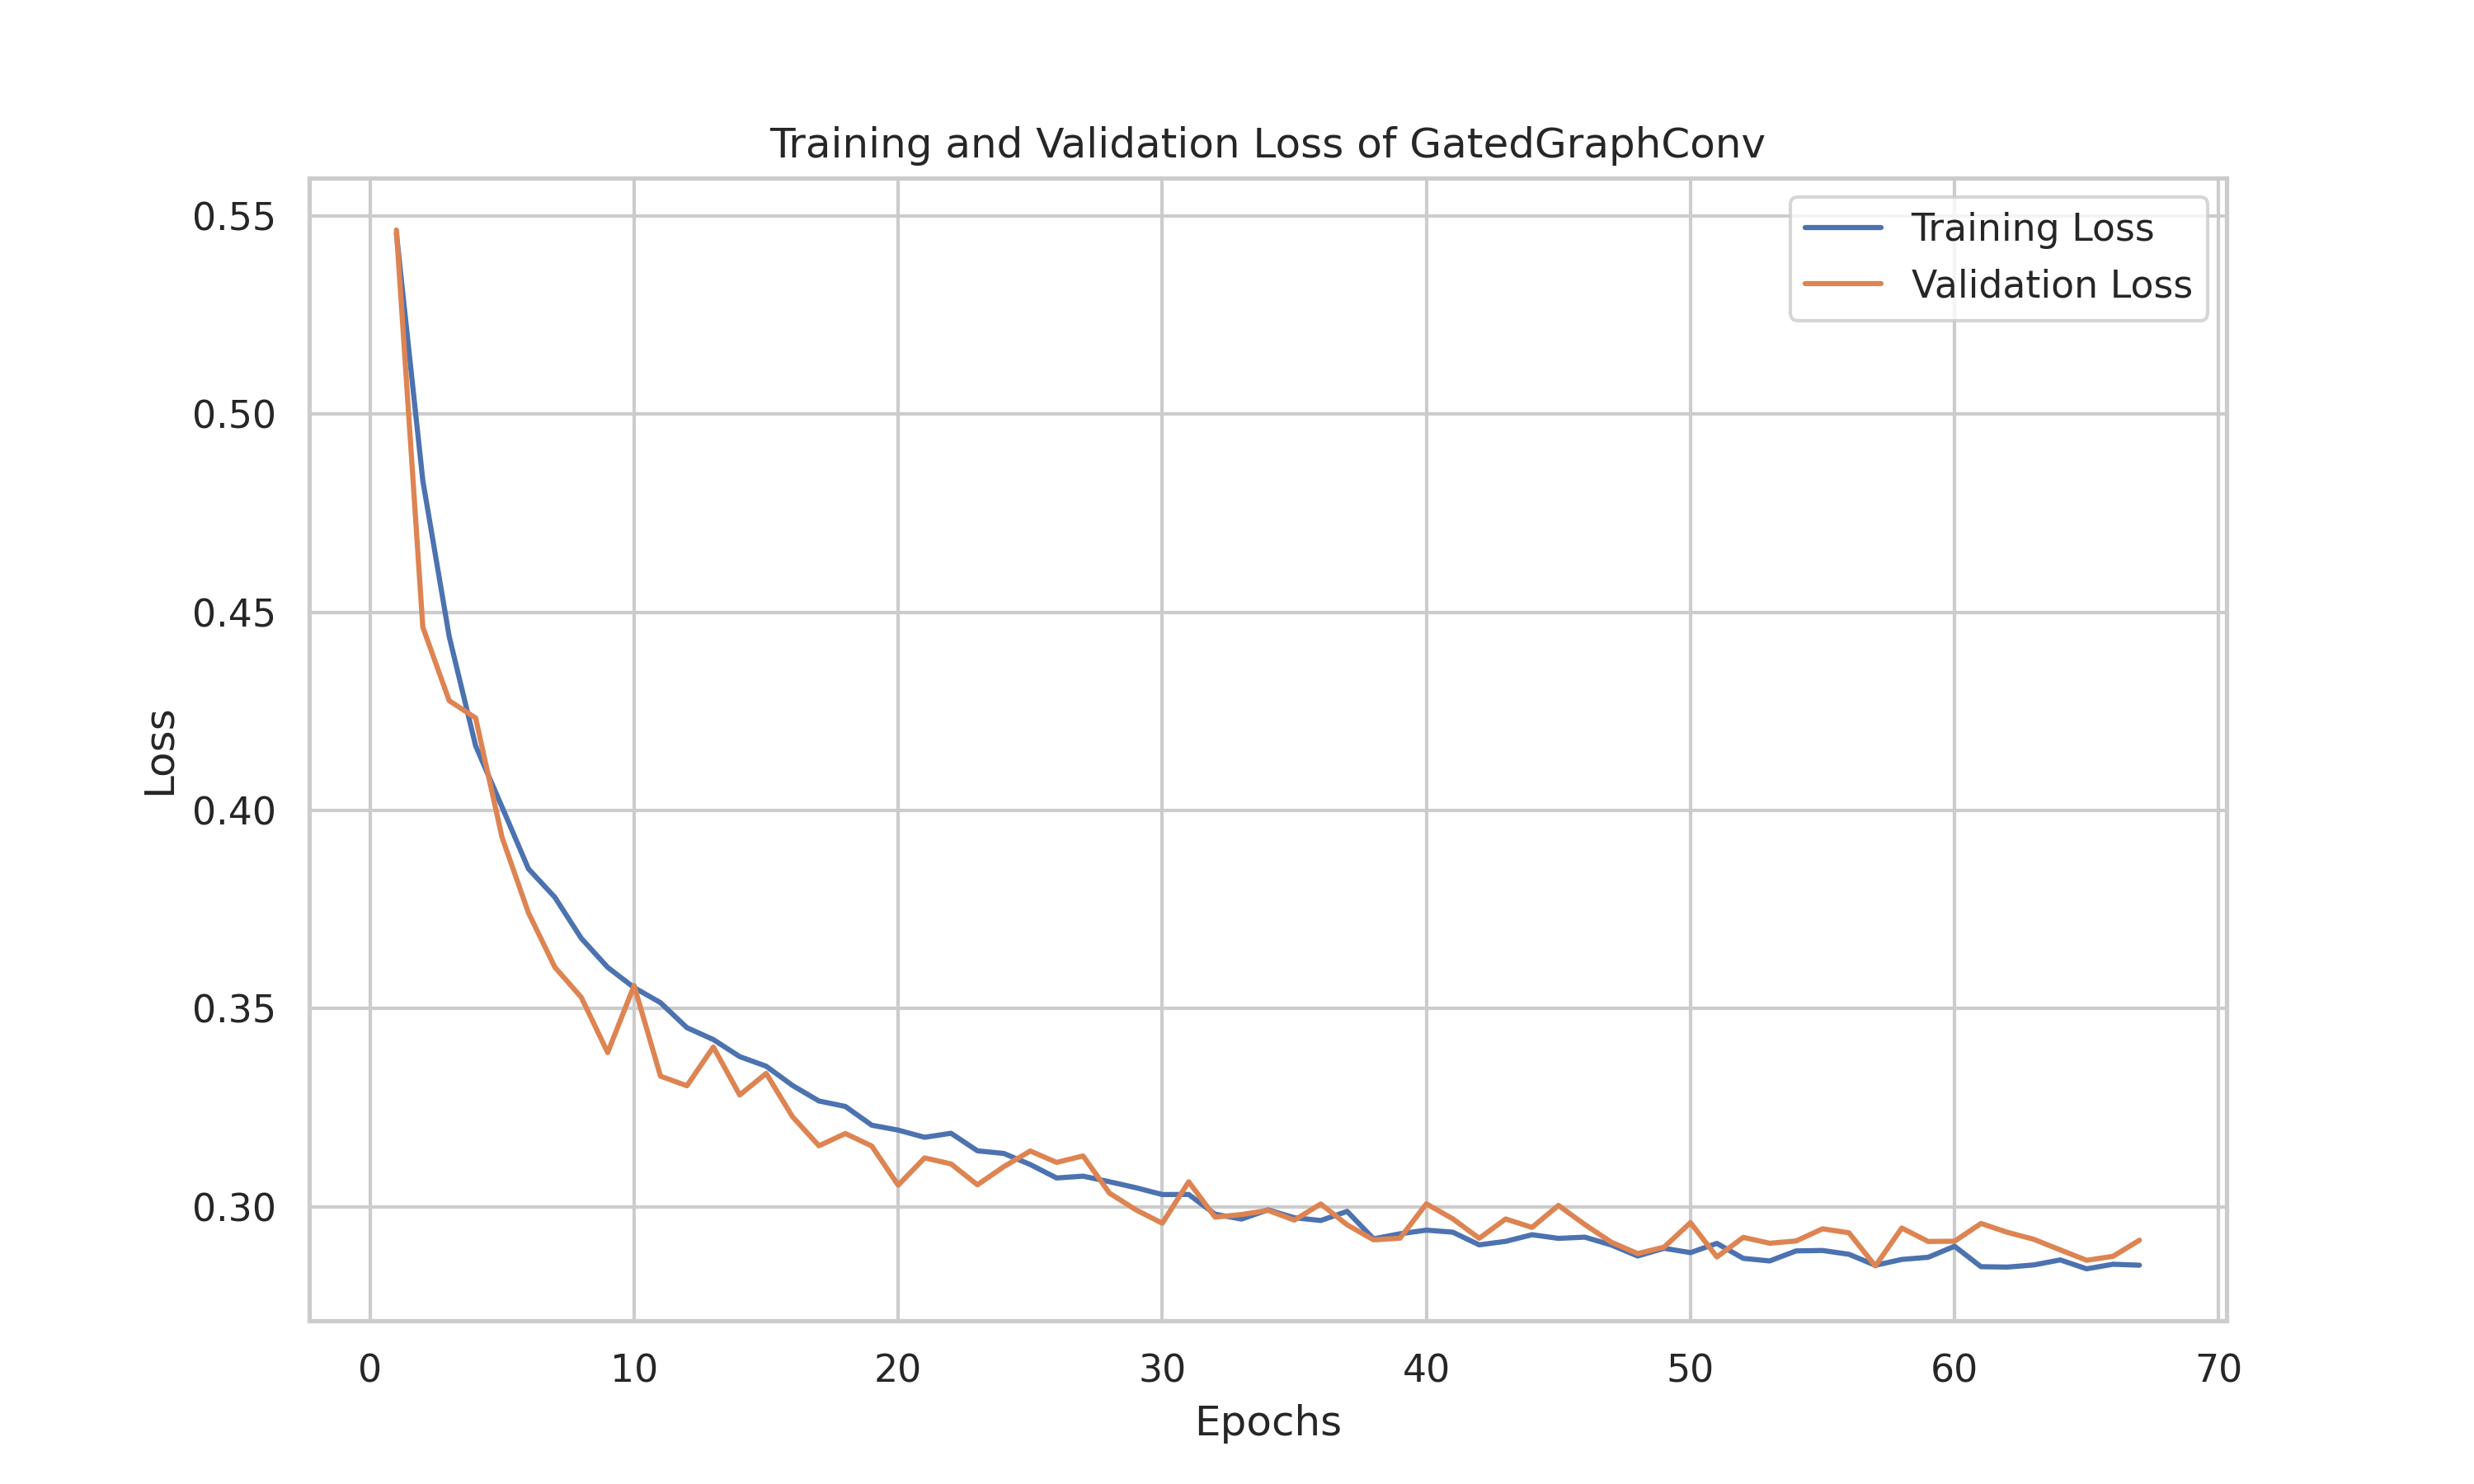 Training and Validation Loss of GatedGraphConv
Training Loss
Validation Loss
0.55
0.50
0.45
0.40
0.35
0.30
Loss
0 10 20 30 40 50 60 70
Epochs